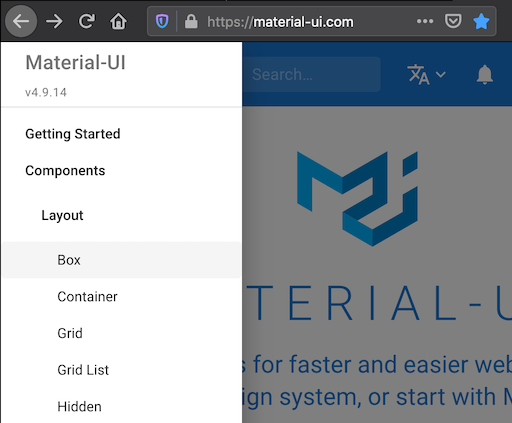 https://material-ui.com
Material-UI
v4.9.14
Search...
Getting Started
Components
Layout
Box
Container
Grid
Grid List
Hidden
TERIAL-U
s for faster and easier web
ign system, or start with M